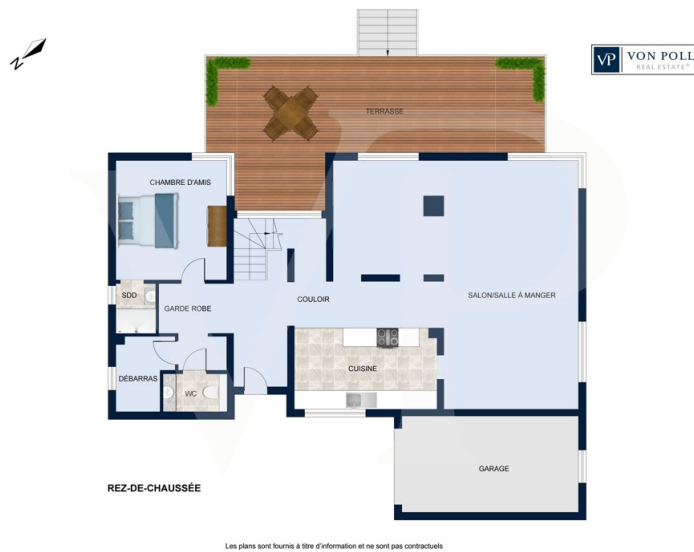 N
VP VON POLL
REAL ESTATE®
TERRASSE
CHAMBRE D'AMIS
SDD
GARDE ROBE
COULOIR
SALON/SALLE À MANGER
CUISINE
DÉBARRAS
WC
GARAGE
REZ-DE-CHAUSSÉE
Les plans sont fournis à titre d'information et ne sont pas contractuels